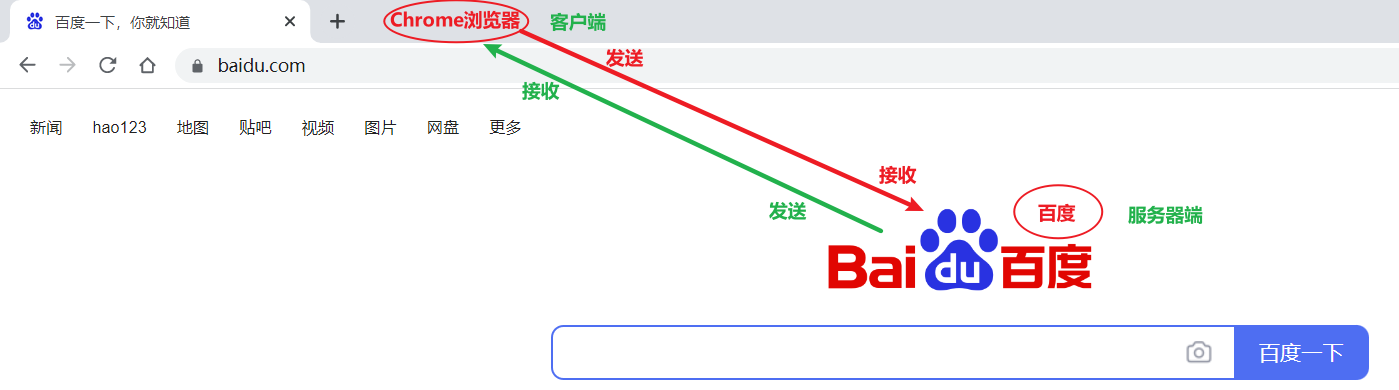 百度一下，你就知道
Chrome浏览器 客户端
发送
baidu.com
接收
新闻 hao123 地图 贴吧 视频 图片 网盘 更多
接收
发送 百度 服务器端
Bai du 百度
百度一下